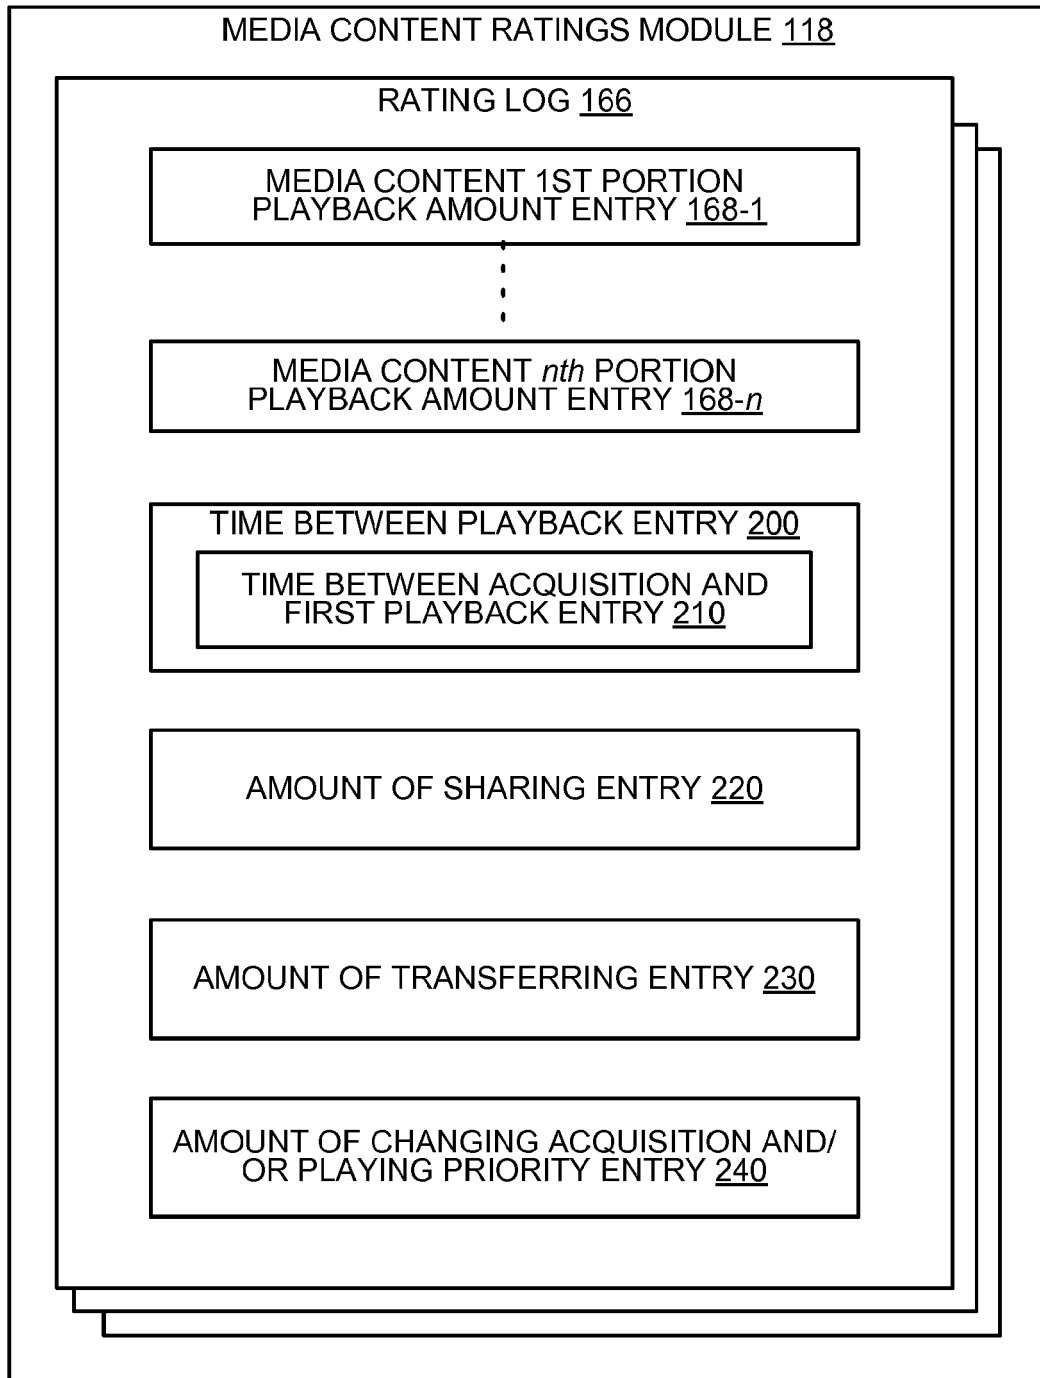 MEDIA CONTENT RATINGS MODULE 118
RATING LOG 166
MEDIA CONTENT 1ST PORTION
PLAYBACK AMOUNT ENTRY 168-1
MEDIA CONTENT nth PORTION
PLAYBACK AMOUNT ENTRY 168-n
TIME BETWEEN PLAYBACK ENTRY 200
TIME BETWEEN ACQUISITION AND
FIRST PLAYBACK ENTRY 210
AMOUNT OF SHARING ENTRY 220
AMOUNT OF TRANSFERRING ENTRY 230
AMOUNT OF CHANGING ACQUISITION AND/
OR PLAYING PRIORITY ENTRY 240